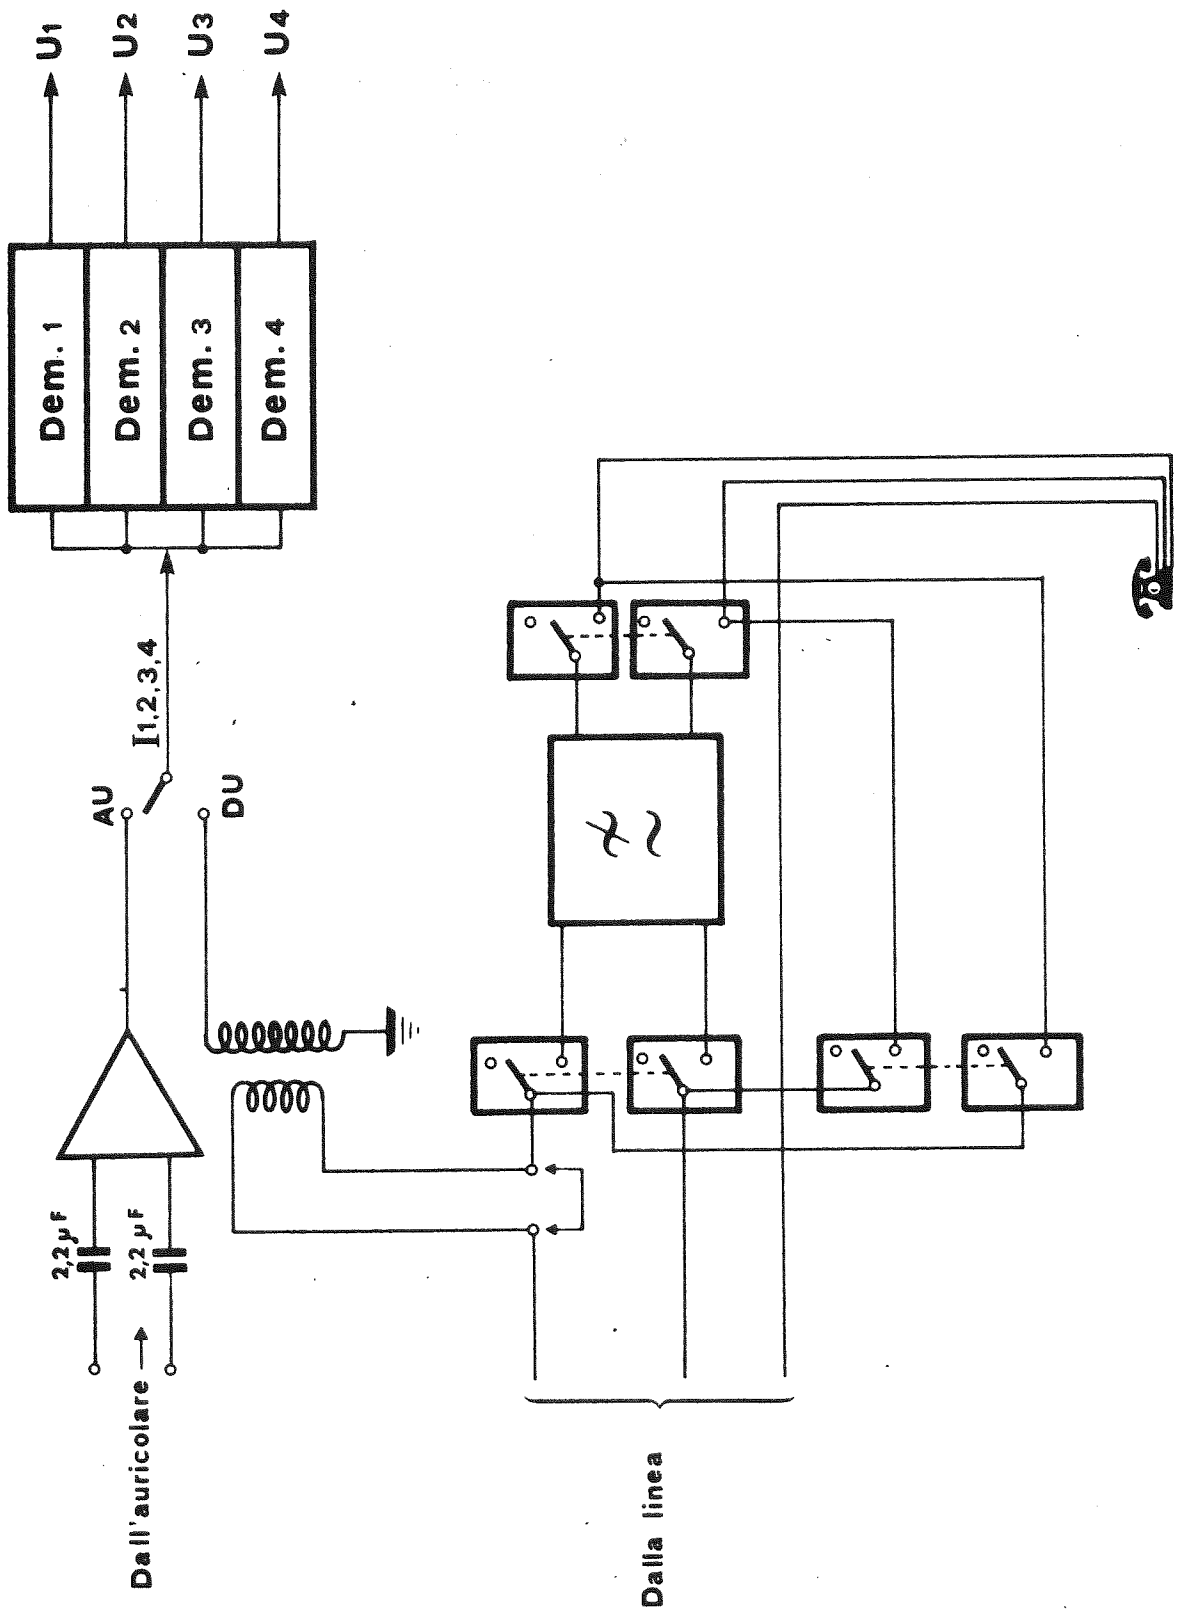 U1
U2
U3
U4
Dem. 1
Dem. 2
Dem. 3
Dem. 4
I1,2,3,4
AU
DU
2,2 µF
2,2 µF
Dall'auricolare →
Dalla linea